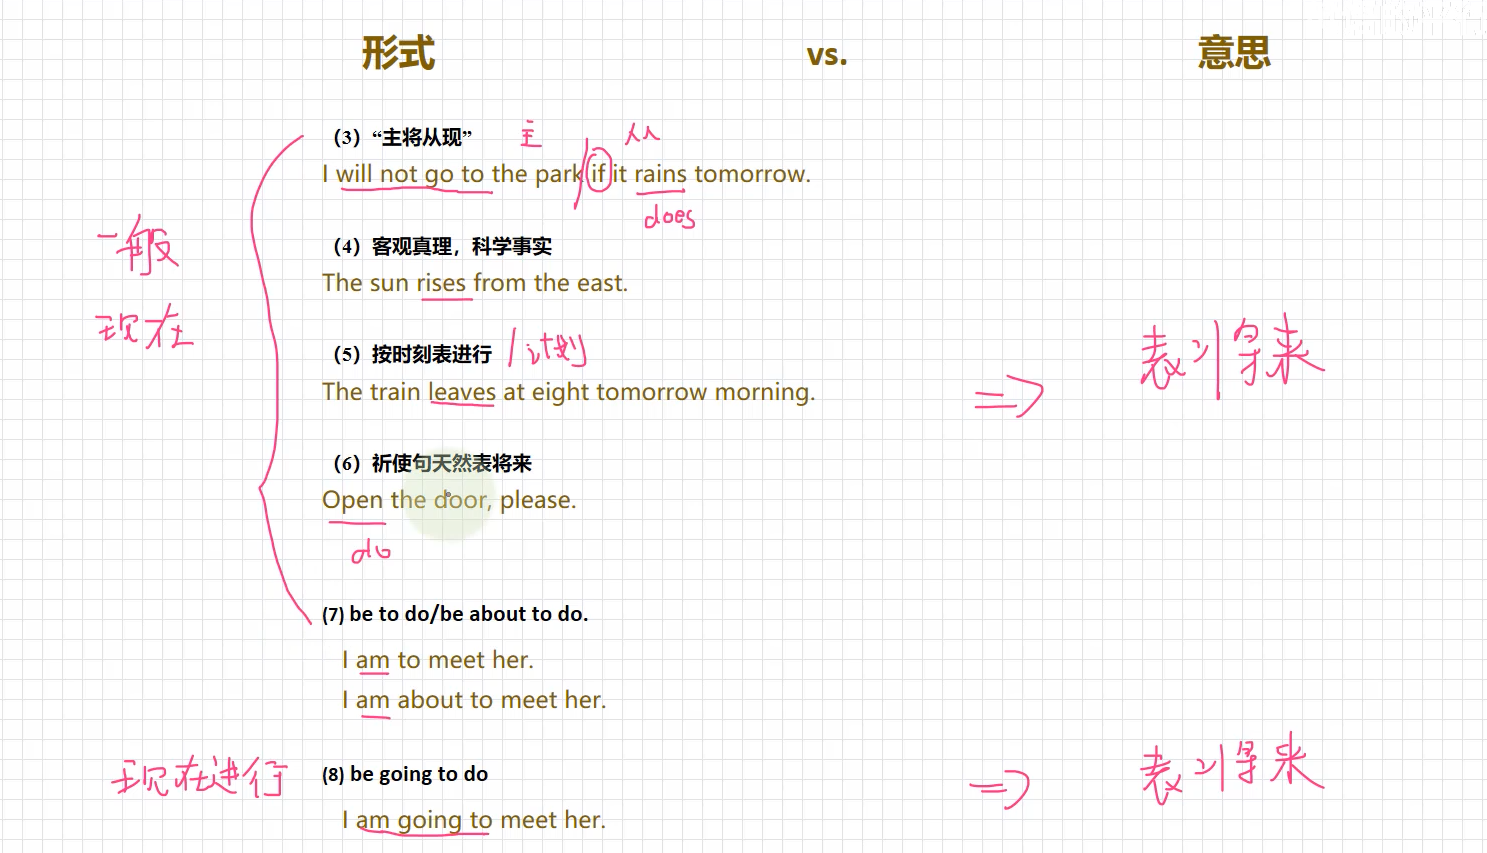 形式 vs. 意思
（3）“主将从现” 主 从
I will not go to the park if it rains tomorrow.
does
一般
（4）客观真理，科学事实
The sun rises from the east.
现在
（5）按时刻表进行 / 计划
The train leaves at eight tomorrow morning.
⇒ 表将来
（6）祈使句天然表将来
Open the door, please.
do
(7) be to do/be about to do.
I am to meet her.
I am about to meet her.
现在进行 (8) be going to do ⇒ 表将来
I am going to meet her.